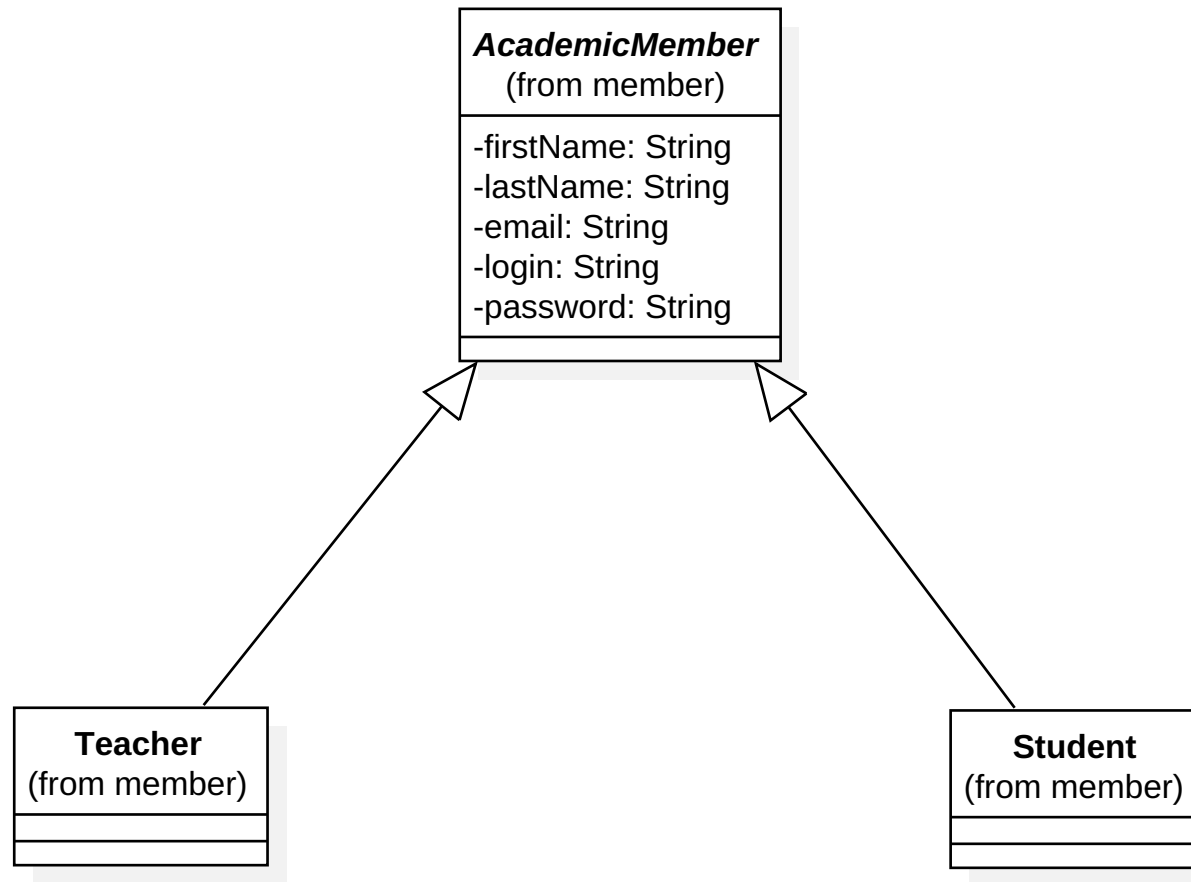 AcademicMember
(from member)
-firstName: String
-lastName: String
-email: String
-login: String
-password: String
Teacher
(from member)
Student
(from member)